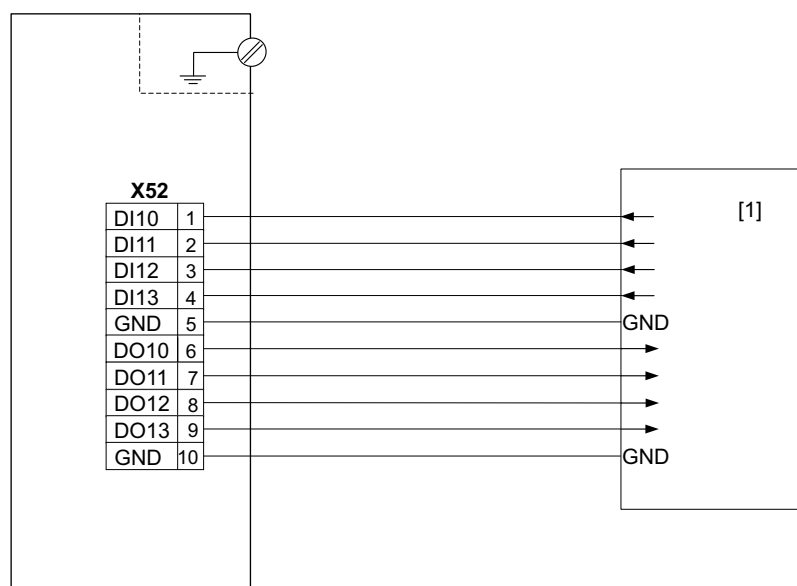 X52
DI10 1
[1]
DI11 2
DI12 3
DI13 4
GND 5 GND
DO10 6
DO11 7
DO12 8
DO13 9
GND 10 GND